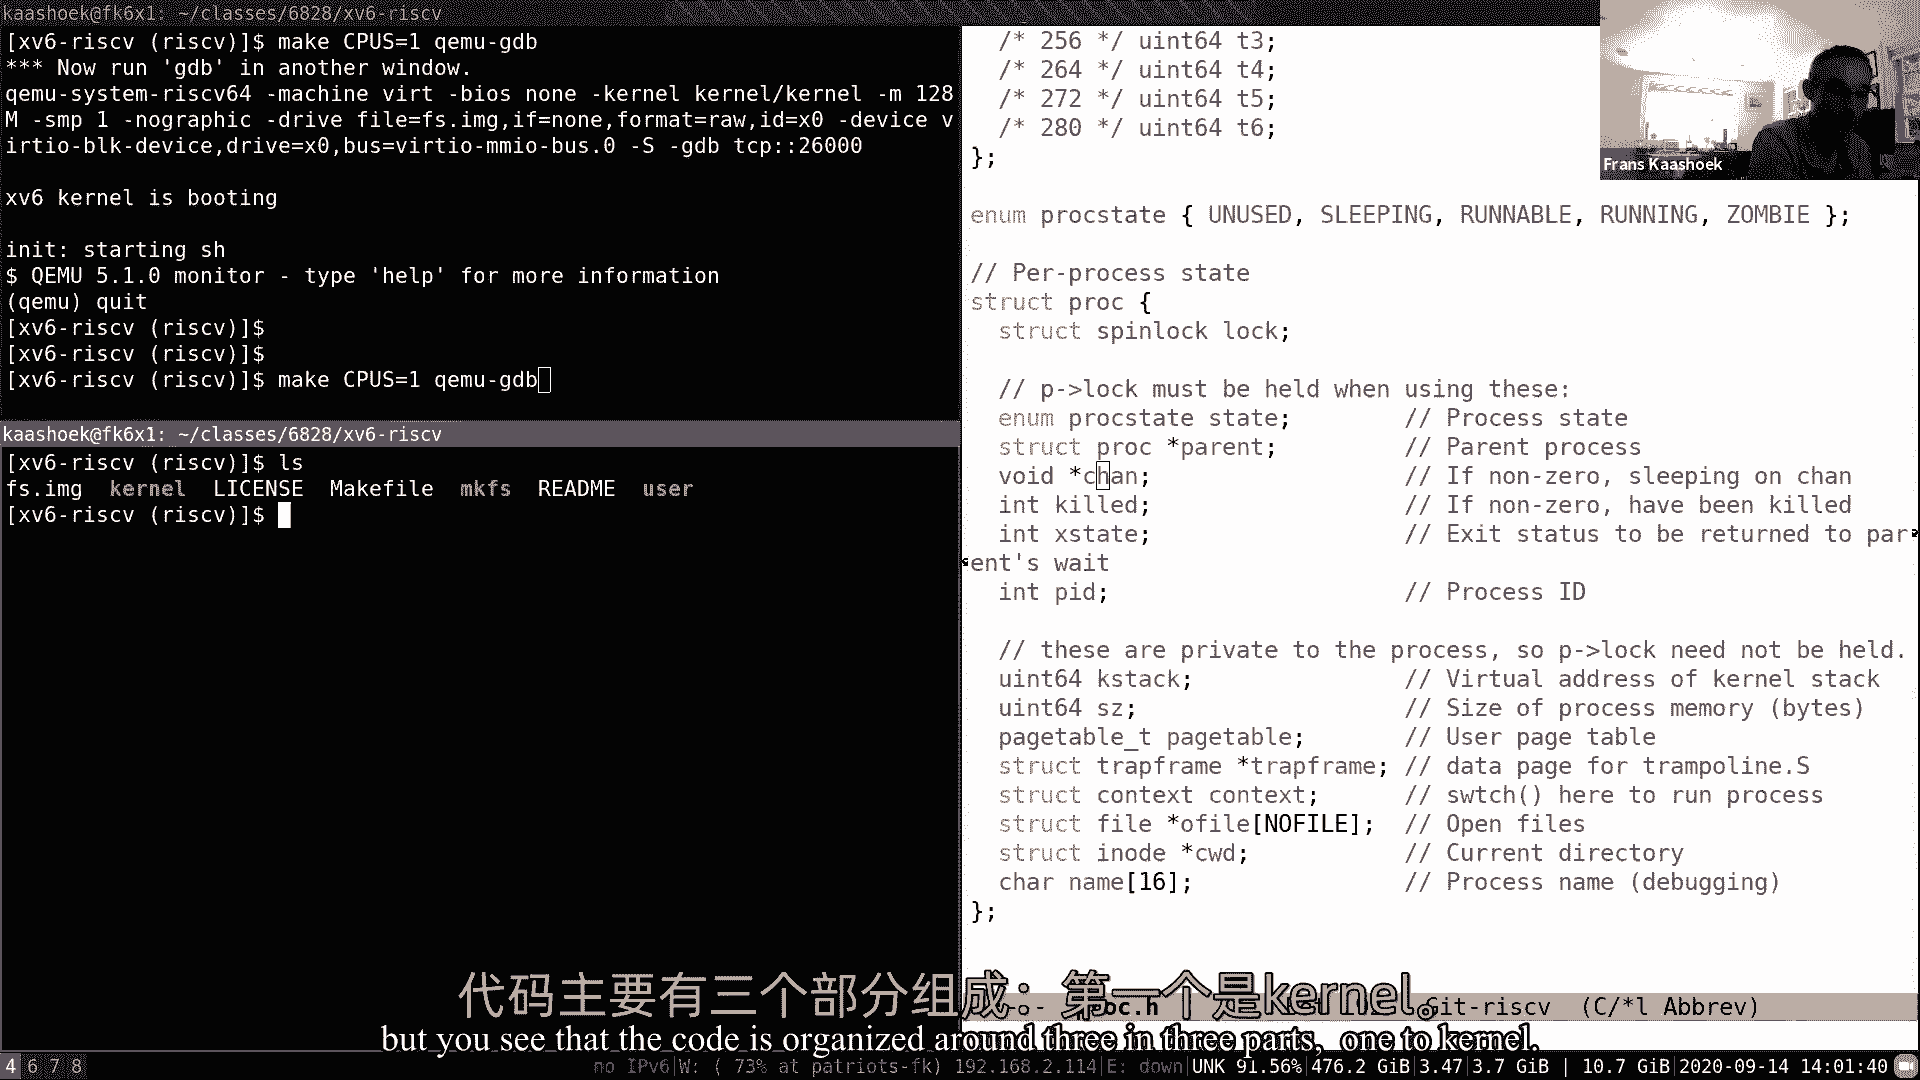 kaashoek@fk6x1: ~/classes/6828/xv6-riscv
[xv6-riscv (riscv)]$ make CPUS=1 qemu-gdb
*** Now run 'gdb' in another window.
qemu-system-riscv64 -machine virt -bios none -kernel kernel/kernel -m 128
M -smp 1 -nographic -drive file=fs.img,if=none,format=raw,id=x0 -device v
irtio-blk-device,drive=x0,bus=virtio-mmio-bus.0 -S -gdb tcp::26000
xv6 kernel is booting
init: starting sh
$ QEMU 5.1.0 monitor - type 'help' for more information
(qemu) quit
[xv6-riscv (riscv)]$
[xv6-riscv (riscv)]$
[xv6-riscv (riscv)]$ make CPUS=1 qemu-gdb
kaashoek@fk6x1: ~/classes/6828/xv6-riscv
[xv6-riscv (riscv)]$ ls
fs.img kernel LICENSE Makefile mkfs README user
[xv6-riscv (riscv)]$
/* 256 */ uint64 t3;
/* 264 */ uint64 t4;
/* 272 */ uint64 t5;
/* 280 */ uint64 t6;
};
enum procstate { UNUSED, SLEEPING, RUNNABLE, RUNNING, ZOMBIE };
// Per-process state
struct proc {
struct spinlock lock;
// p->lock must be held when using these:
enum procstate state; // Process state
struct proc *parent; // Parent process
void *chan; // If non-zero, sleeping on chan
int killed; // If non-zero, have been killed
int xstate; // Exit status to be returned to par
ent's wait
int pid; // Process ID
// these are private to the process, so p->lock need not be held.
uint64 kstack; // Virtual address of kernel stack
uint64 sz; // Size of process memory (bytes)
pagetable_t pagetable; // User page table
struct trapframe *trapframe; // data page for trampoline.S
struct context context; // swtch() here to run process
struct file *ofile[NOFILE]; // Open files
struct inode *cwd; // Current directory
char name[16]; // Process name (debugging)
};
Frans Kaashoek
Git-riscv (C/*l Abbrev)
代码主要有三个部分组成：第一个是kernel。
but you see that the code is organized around three in three parts, one to kernel.
4 6 7 8 no IPv6|W: ( 73% at patriots-fk) 192.168.2.114|E: down|UNK 91.56%|476.2 GiB|3.47|3.7 GiB | 10.7 GiB|2020-09-14 14:01:40